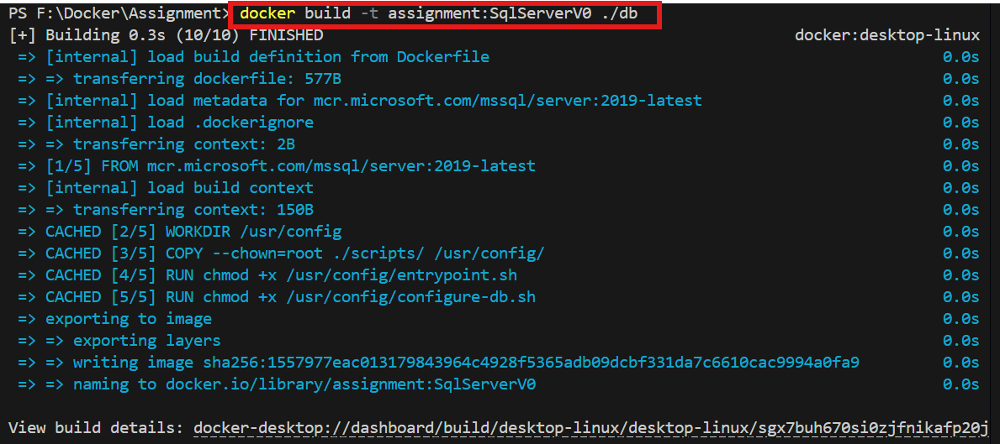 PS F:\Docker\Assignment> docker build -t assignment:SqlServerV0 ./db
[+] Building 0.3s (10/10) FINISHED docker:desktop-linux
=> [internal] load build definition from Dockerfile 0.0s
=> => transferring dockerfile: 577B 0.0s
=> [internal] load metadata for mcr.microsoft.com/mssql/server:2019-latest 0.0s
=> [internal] load .dockerignore 0.0s
=> => transferring context: 2B 0.0s
=> [1/5] FROM mcr.microsoft.com/mssql/server:2019-latest 0.0s
=> [internal] load build context 0.0s
=> => transferring context: 150B 0.0s
=> CACHED [2/5] WORKDIR /usr/config 0.0s
=> CACHED [3/5] COPY --chown=root ./scripts/ /usr/config/ 0.0s
=> CACHED [4/5] RUN chmod +x /usr/config/entrypoint.sh 0.0s
=> CACHED [5/5] RUN chmod +x /usr/config/configure-db.sh 0.0s
=> exporting to image 0.0s
=> => exporting layers 0.0s
=> => writing image sha256:1557977eac013179843964c4928f5365adb09dcbf331da7c6610cac9994a0fa9 0.0s
=> => naming to docker.io/library/assignment:SqlServerV0 0.0s
View build details: docker-desktop://dashboard/build/desktop-linux/desktop-linux/sgx7buh670si0zjfnikafp20j